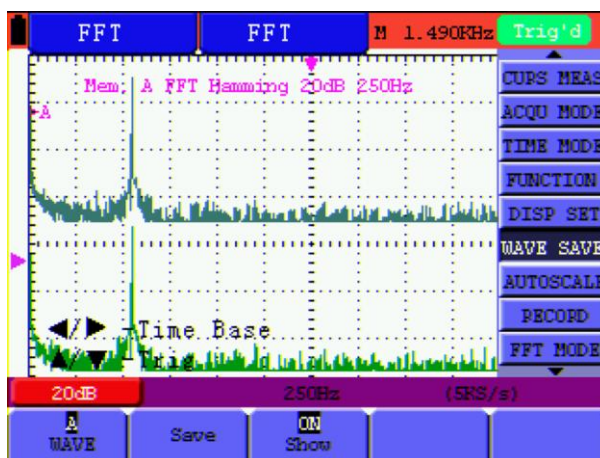 FFT FFT M 1.490KHz Trig'd
Mem, A FFT Hamming 20dB 250Hz
A
CUPS MEAS
ACQU MODE
TIME MODE
FUNCTION
DISP SET
WAVE SAVE
AUTOSCALE
RECORD
FFT MODE
◀/▶ -Time Base
▲/▼ -Trig
20dB 250Hz (5KS/s)
A
WAVE
Save
ON
Show